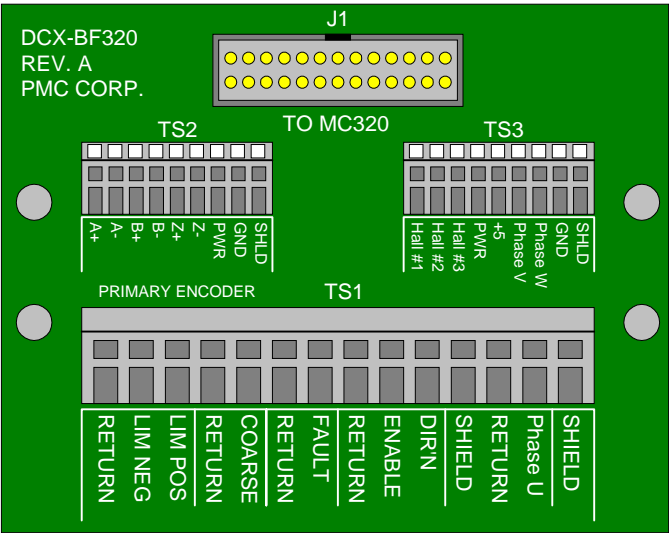 J1
DCX-BF320
REV. A
PMC CORP.
TO MC320
TS2
TS3
A+
A-
B+
B-
Z+
Z-
PWR
GND
SHLD
Hall #1
Hall #2
Hall #3
PWR
+5
Phase V
Phase W
GND
SHLD
PRIMARY ENCODER
TS1
RETURN
LIM NEG
LIM POS
RETURN
COARSE
RETURN
FAULT
RETURN
ENABLE
DIR'N
SHIELD
RETURN
Phase U
SHIELD